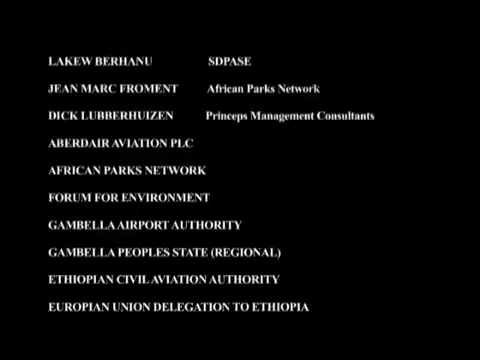 LAKEW BERHANU SDPASE
JEAN MARC FROMENT African Parks Network
DICK LUBBERHUIZEN Princeps Management Consultants
ABERDAIR AVIATION PLC
AFRICAN PARKS NETWORK
FORUM FOR ENVIRONMENT
GAMBELLA AIRPORT AUTHORITY
GAMBELLA PEOPLES STATE (REGIONAL)
ETHIOPIAN CIVIL AVIATION AUTHORITY
EUROPIAN UNION DELEGATION TO ETHIOPIA